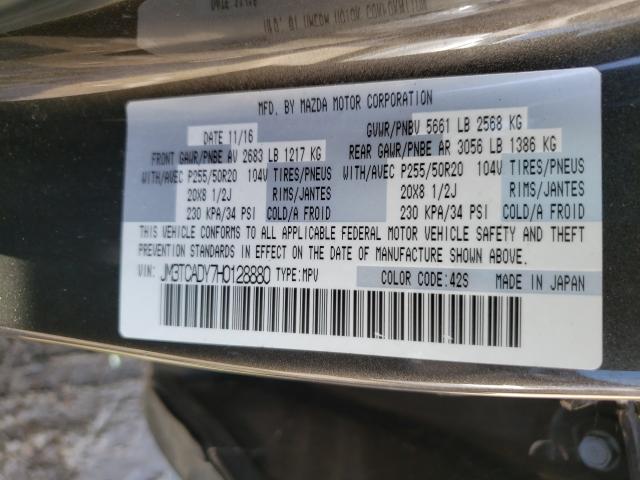 MFD. BY MAZDA MOTOR CORPORATION
DATE 11/16 GVWR/PNBV 5661 LB 2568 KG
FRONT GAWR/PNBE AV 2683 LB 1217 KG REAR GAWR/PNBE AR 3056 LB 1386 KG
WITH/AVEC P255/50R20 104V TIRES/PNEUS WITH/AVEC P255/50R20 104V TIRES/PNEUS
20X8 1/2J RIMS/JANTES 20X8 1/2J RIMS/JANTES
230 KPA/34 PSI COLD/A FROID 230 KPA/34 PSI COLD/A FROID
THIS VEHICLE CONFORMS TO ALL APPLICABLE FEDERAL MOTOR VEHICLE SAFETY AND THEFT
PREVENTION STANDARDS IN EFFECT ON THE DATE OF MANUFACTURE SHOWN ABOVE.
VIN: JM3TCADY7H0128880 TYPE:MPV COLOR CODE:42S MADE IN JAPAN